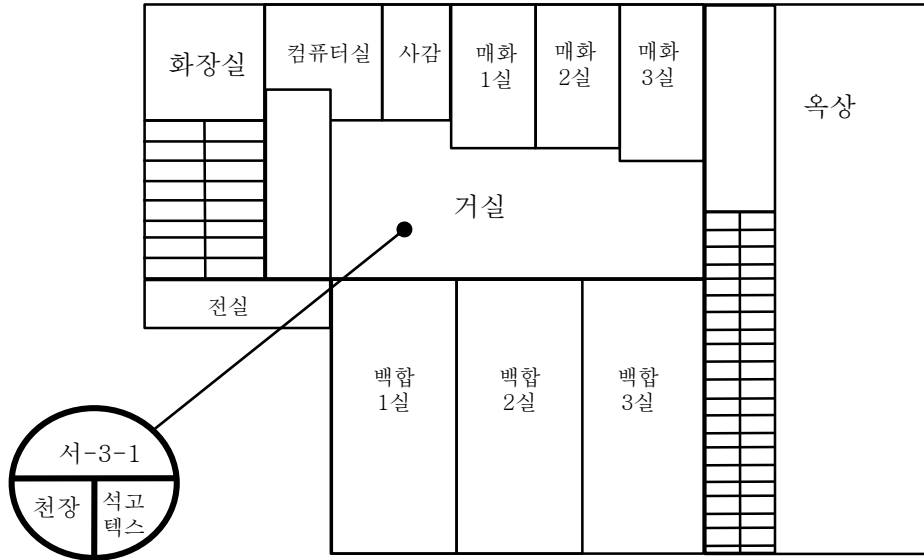 화장실
컴퓨터실
사감
매화
1실
매화
2실
매화
3실
옥상
거실
전실
백합
1실
백합
2실
백합
3실
서-3-1
천장
석고
텍스